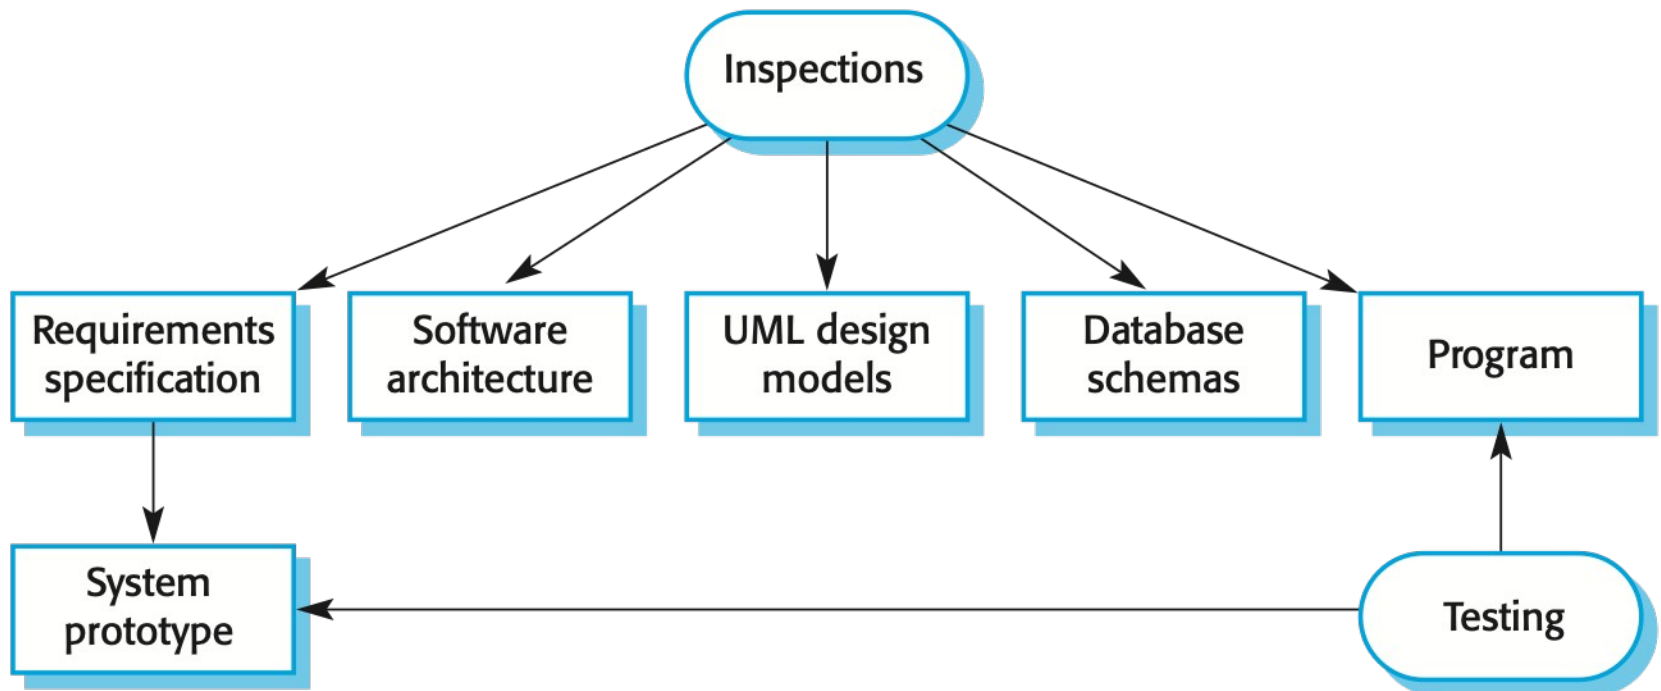 Inspections
Requirements
specification
Software
architecture
UML design
models
Database
schemas
Program
System
prototype
Testing